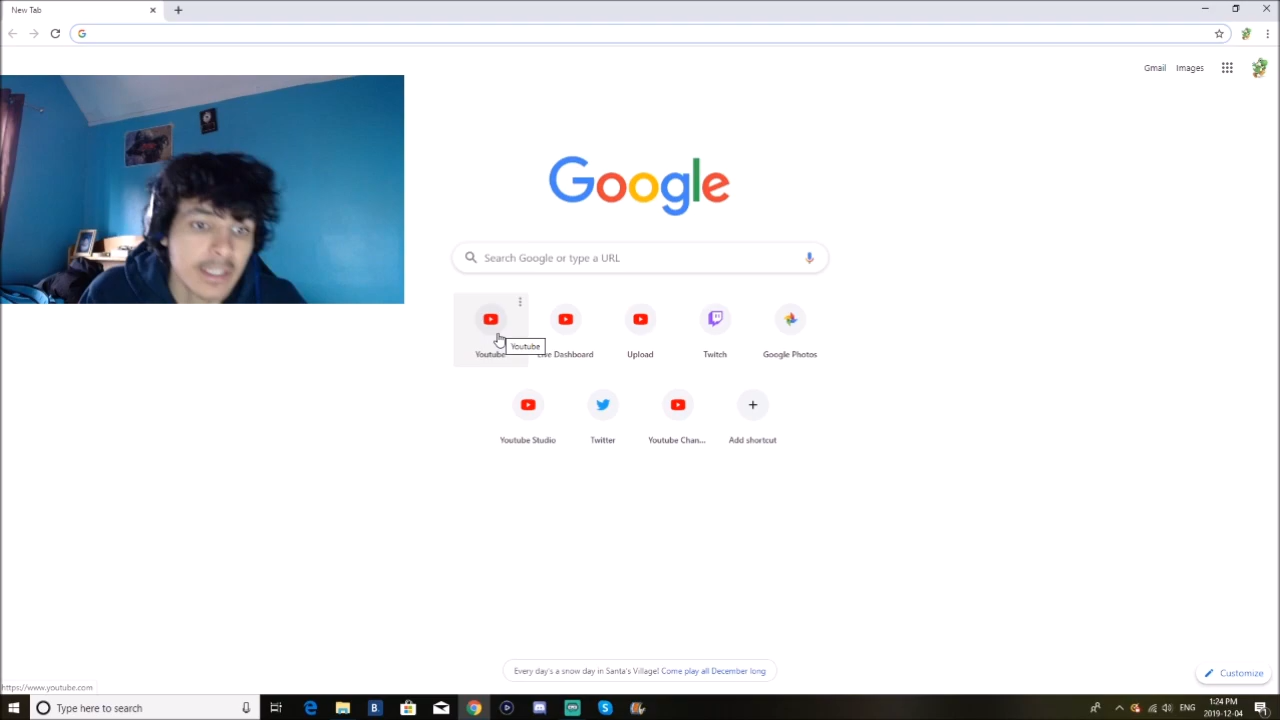 New Tab
Gmail Images
Google
Search Google or type a URL
Youtube
Youtube Live Dashboard Upload Twitch Google Photos
Youtube Studio Twitter Youtube Chan... Add shortcut
Every day's a snow day in Santa's Village! Come play all December long
Customize
https://www.youtube.com
Type here to search
ENG
1:24 PM
2019-12-04